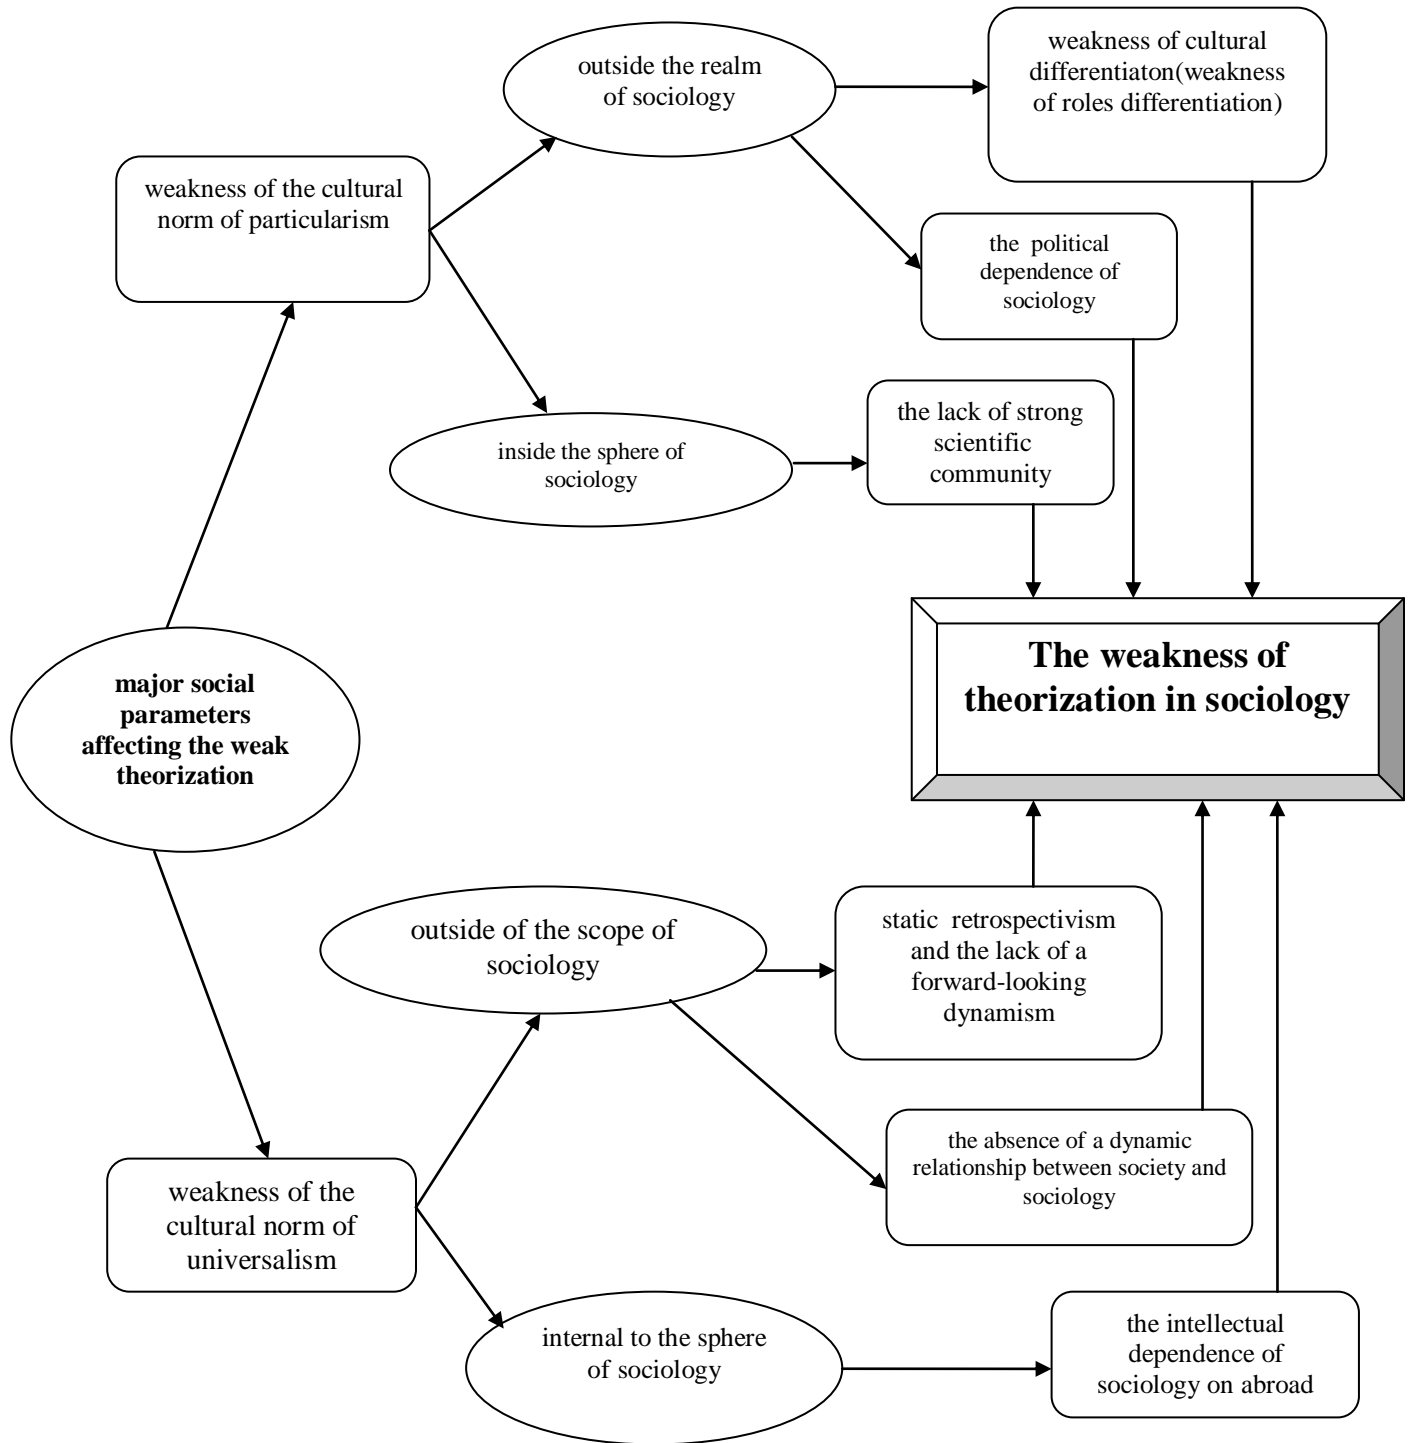 outside the realm
of sociology
weakness of cultural
differentiaton(weakness
of roles differentiation)
weakness of the cultural
norm of particularism
the political
dependence of
sociology
inside the sphere of
sociology
the lack of strong
scientific
community
The weakness of
theorization in sociology
major social
parameters
affecting the weak
theorization
outside of the scope of
sociology
static retrospectivism
and the lack of a
forward-looking
dynamism
the absence of a dynamic
relationship between society and
sociology
weakness of the
cultural norm of
universalism
internal to the sphere
of sociology
the intellectual
dependence of
sociology on abroad